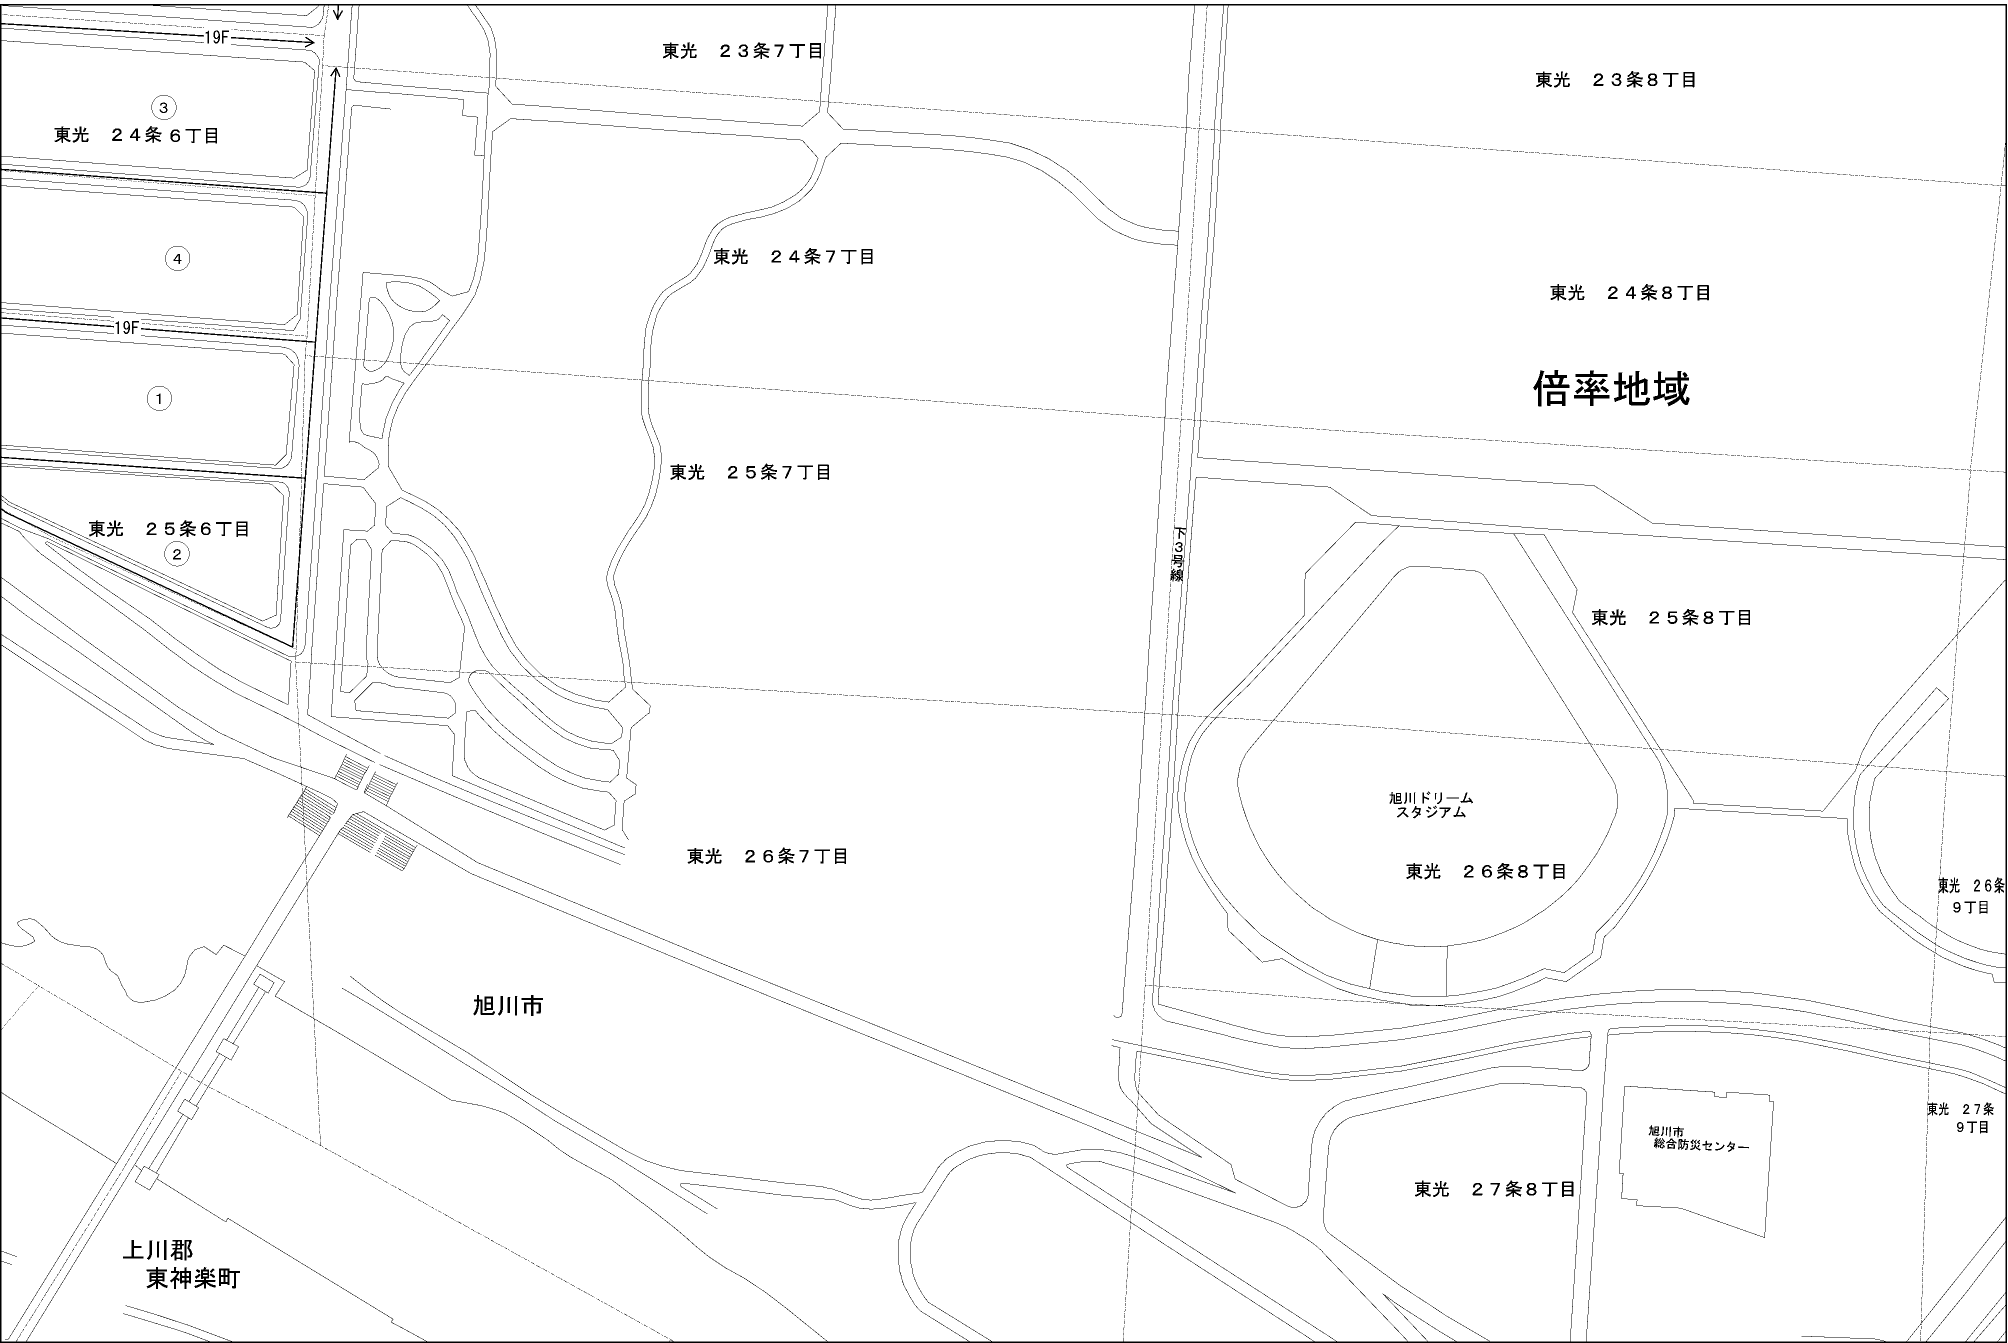 19F
東光　２３条７丁目
東光　２３条８丁目
③
東光　２４条６丁目
④
東光　２４条７丁目
東光　２４条８丁目
19F
倍率地域
①
東光　２５条７丁目
東光　２５条６丁目
②
下３号線
東光　２５条８丁目
旭川ドリーム
スタジアム
東光　２６条７丁目
東光　２６条８丁目
東光　２６条
９丁目
旭川市
東光　２７条
９丁目
旭川市
総合防災センター
東光　２７条８丁目
上川郡
東神楽町